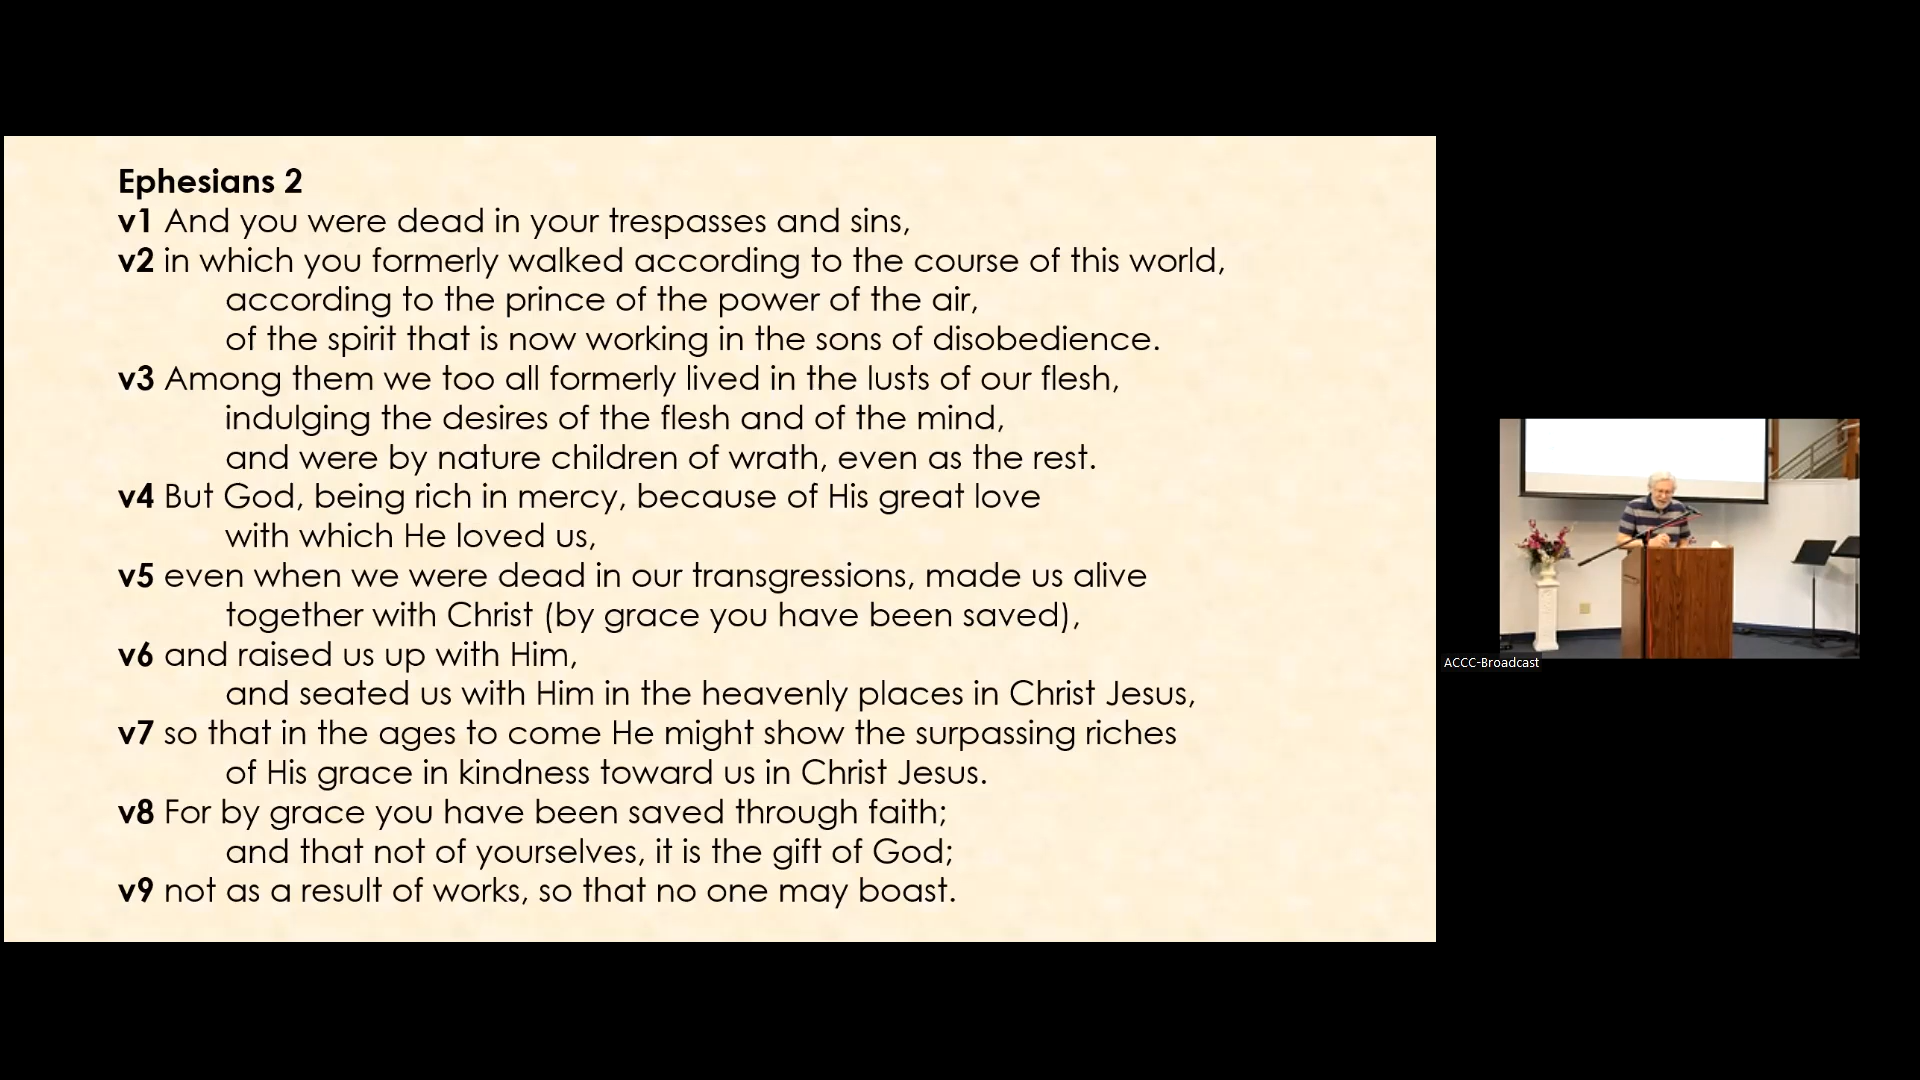 Ephesians 2
v1 And you were dead in your trespasses and sins,
v2 in which you formerly walked according to the course of this world,
according to the prince of the power of the air,
of the spirit that is now working in the sons of disobedience.
v3 Among them we too all formerly lived in the lusts of our flesh,
indulging the desires of the flesh and of the mind,
and were by nature children of wrath, even as the rest.
v4 But God, being rich in mercy, because of His great love
with which He loved us,
v5 even when we were dead in our transgressions, made us alive
together with Christ (by grace you have been saved),
v6 and raised us up with Him,
and seated us with Him in the heavenly places in Christ Jesus,
v7 so that in the ages to come He might show the surpassing riches
of His grace in kindness toward us in Christ Jesus.
v8 For by grace you have been saved through faith;
and that not of yourselves, it is the gift of God;
v9 not as a result of works, so that no one may boast.
ACCC-Broadcast